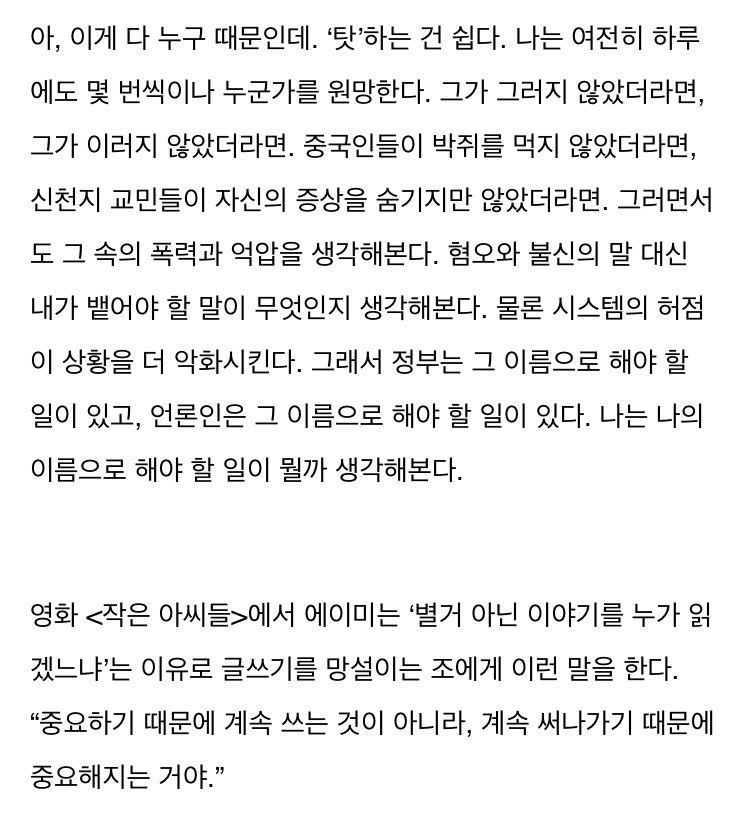 아, 이게 다 누구 때문인데. ‘탓’하는 건 쉽다. 나는 여전히 하루
에도 몇 번씩이나 누군가를 원망한다. 그가 그러지 않았더라면,
그가 이러지 않았더라면. 중국인들이 박쥐를 먹지 않았더라면,
신천지 교민들이 자신의 증상을 숨기지만 않았더라면. 그러면서
도 그 속의 폭력과 억압을 생각해본다. 혐오와 불신의 말 대신
내가 뱉어야 할 말이 무엇인지 생각해본다. 물론 시스템의 허점
이 상황을 더 악화시킨다. 그래서 정부는 그 이름으로 해야 할
일이 있고, 언론인은 그 이름으로 해야 할 일이 있다. 나는 나의
이름으로 해야 할 일이 뭘까 생각해본다.
영화 <작은 아씨들>에서 에이미는 ‘별거 아닌 이야기를 누가 읽
겠느냐’는 이유로 글쓰기를 망설이는 조에게 이런 말을 한다.
“중요하기 때문에 계속 쓰는 것이 아니라, 계속 써나가기 때문에
중요해지는 거야.”